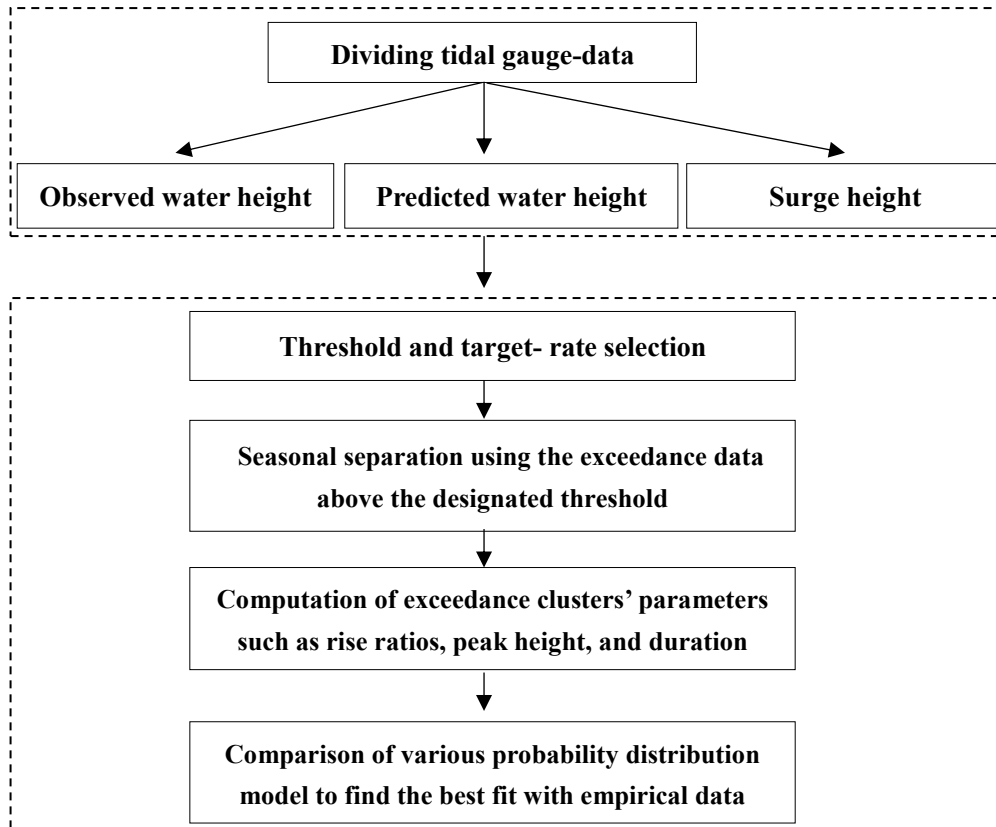 Dividing tidal gauge-data
Observed water height
Predicted water height
Surge height
Threshold and target- rate selection
Seasonal separation using the exceedance data
above the designated threshold
Computation of exceedance clusters’ parameters
such as rise ratios, peak height, and duration
Comparison of various probability distribution
model to find the best fit with empirical data